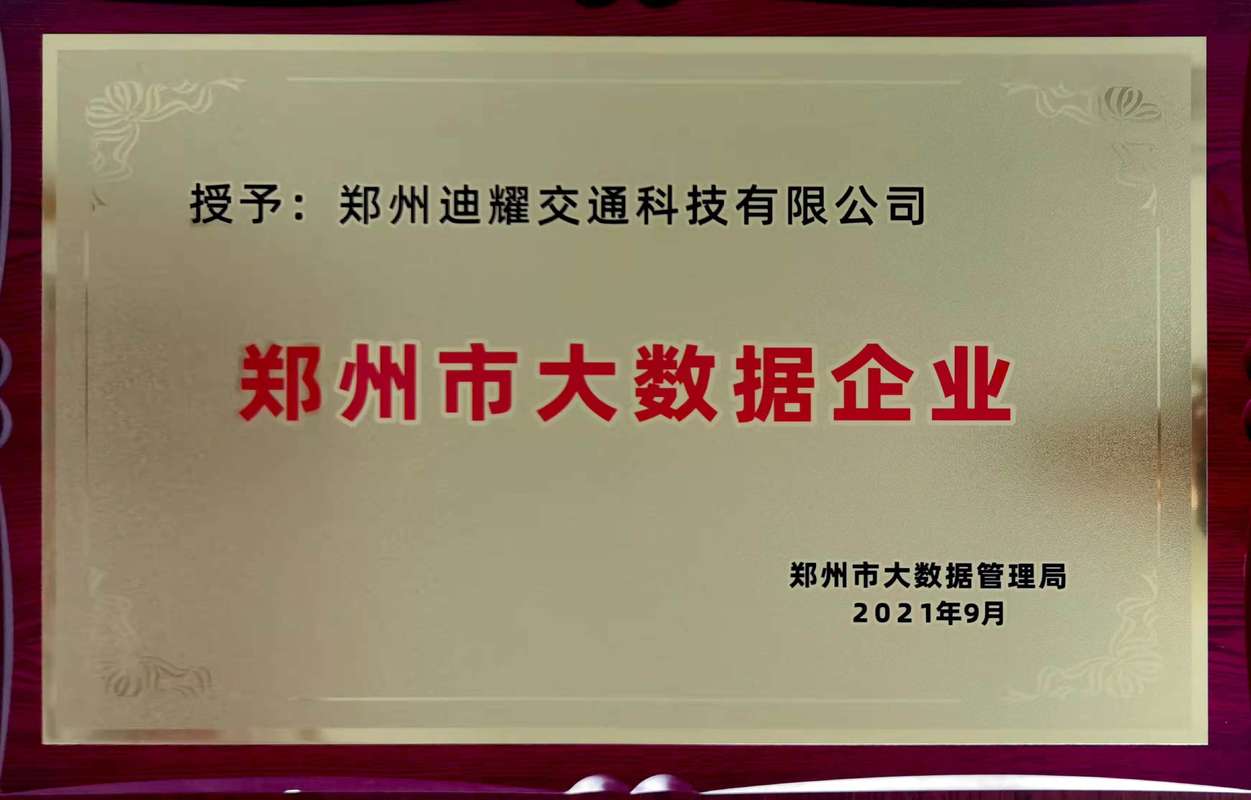 授予：郑州迪耀交通科技有限公司
郑州市大数据企业
郑州市大数据管理局
2021年9月